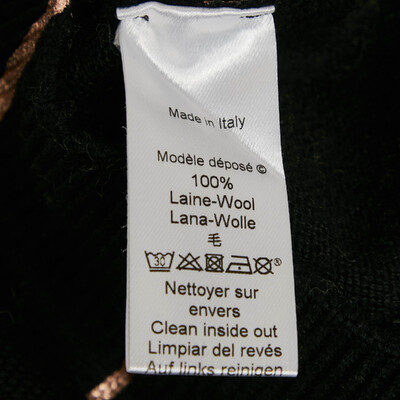 Made in Italy
Modèle déposé ©
100%
Laine-Wool
Lana-Wolle
毛
30 ®
Nettoyer sur
envers
Clean inside out
Limpiar del revés
Auf links reinigen